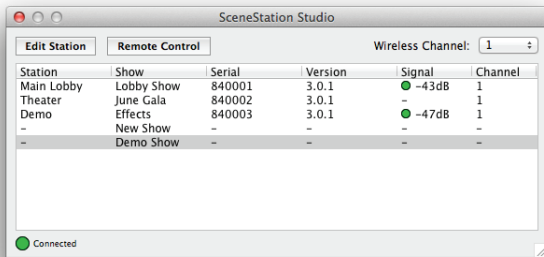 SceneStation Studio
Edit Station Remote Control Wireless Channel: 1
Station Show Serial Version Signal Channel
Main Lobby Lobby Show 840001 3.0.1 -43dB 1
Theater June Gala 840002 3.0.1 - 1
Demo Effects 840003 3.0.1 -47dB 1
- New Show - - - -
- Demo Show - - - -
Connected